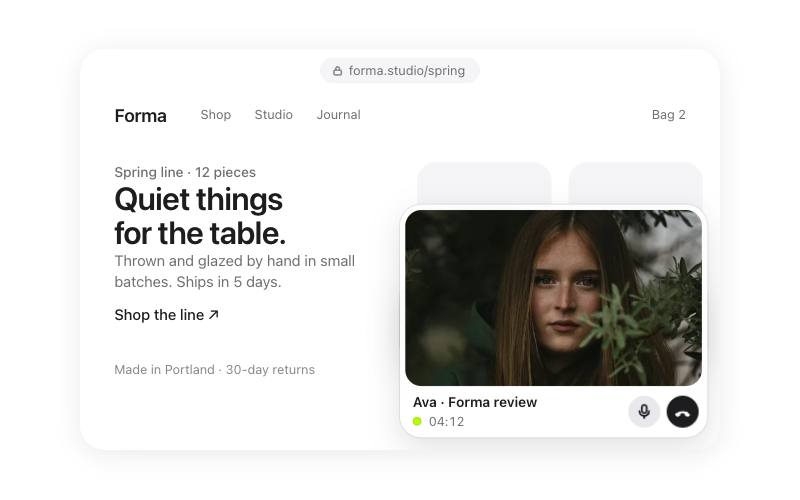 forma.studio/spring
Forma
Shop
Studio
Journal
Bag 2
Spring line · 12 pieces
Quiet things
for the table.
Thrown and glazed by hand in small
batches. Ships in 5 days.
Shop the line ↗
Made in Portland · 30-day returns
Ava · Forma review
04:12